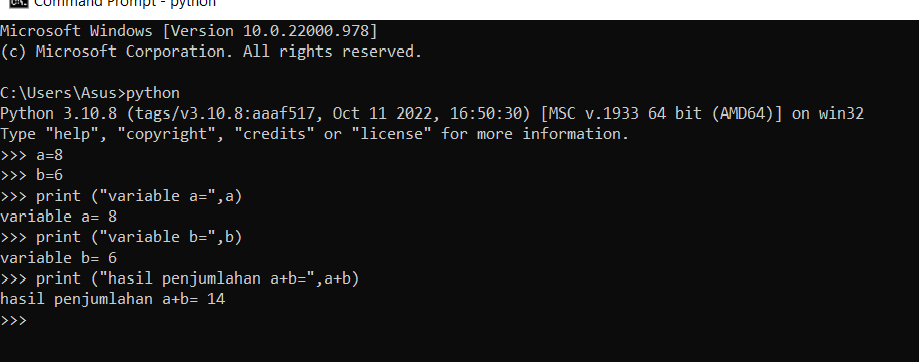 Command Prompt - python
Microsoft Windows [Version 10.0.22000.978]
(c) Microsoft Corporation. All rights reserved.
C:\Users\Asus>python
Python 3.10.8 (tags/v3.10.8:aaaf517, Oct 11 2022, 16:50:30) [MSC v.1933 64 bit (AMD64)] on win32
Type "help", "copyright", "credits" or "license" for more information.
>>> a=8
>>> b=6
>>> print ("variable a=",a)
variable a= 8
>>> print ("variable b=",b)
variable b= 6
>>> print ("hasil penjumlahan a+b=",a+b)
hasil penjumlahan a+b= 14
>>>